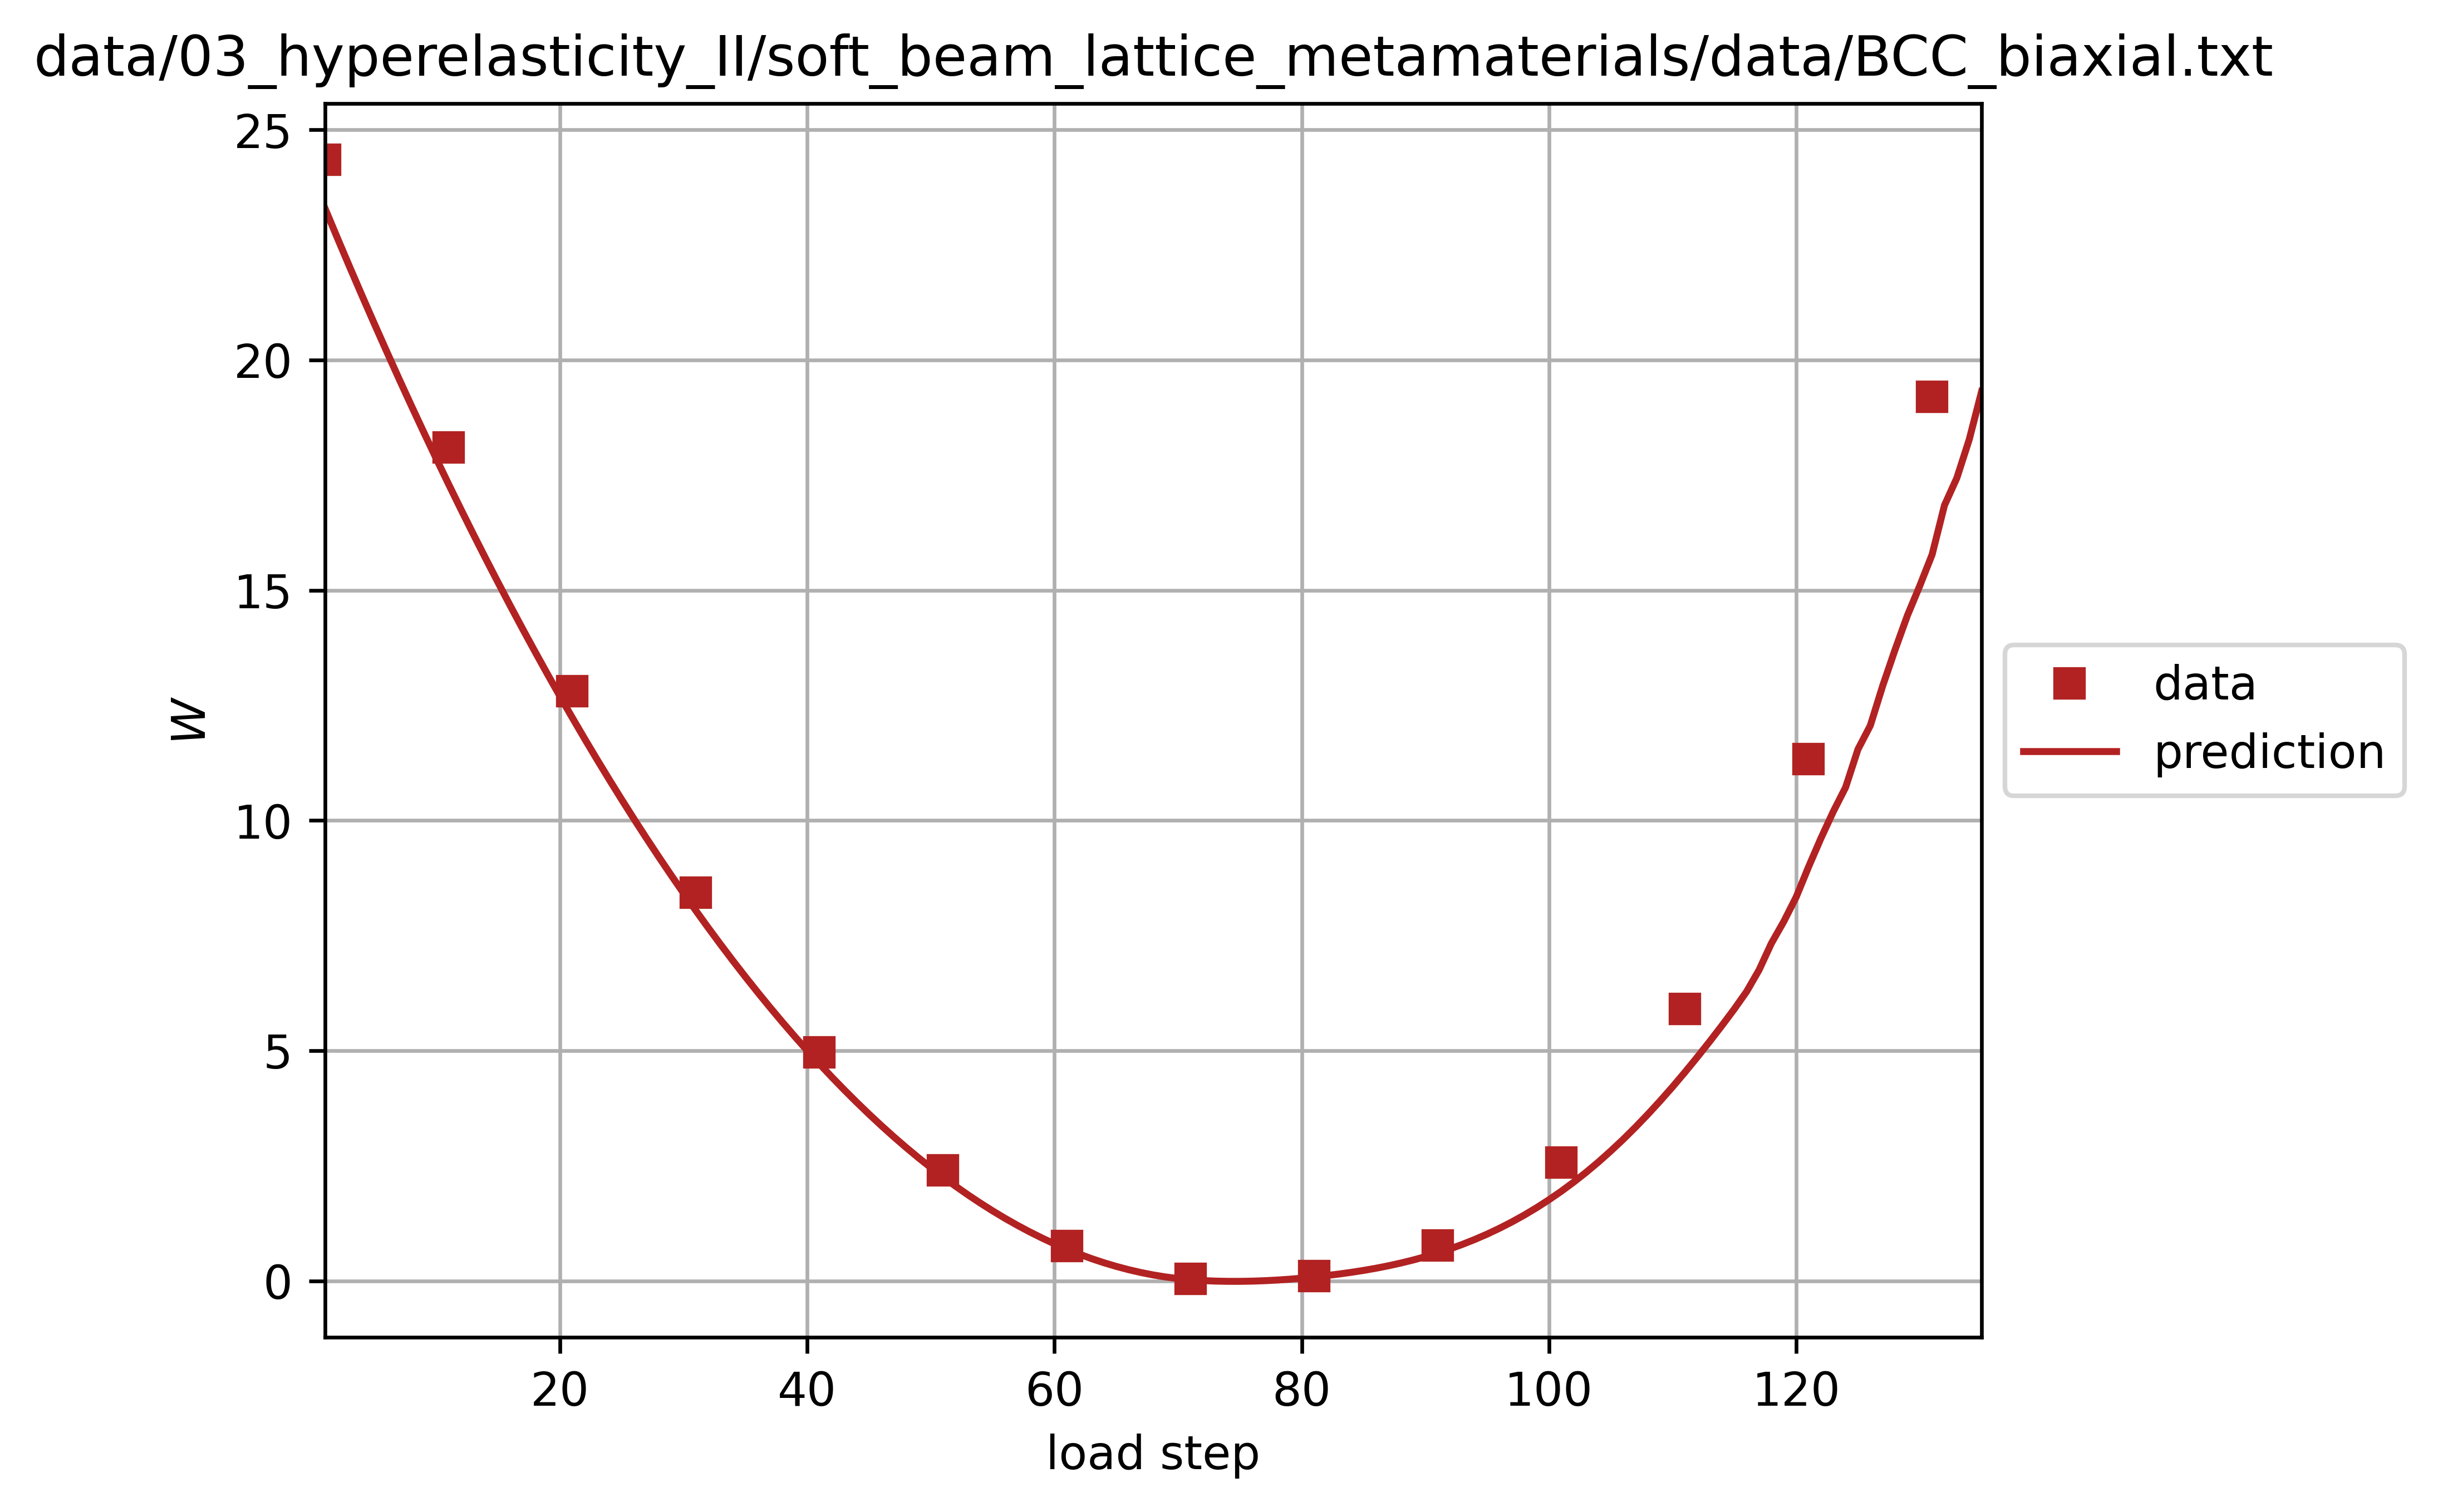 data/03_hyperelasticity_II/soft_beam_lattice_metamaterials/data/BCC_biaxial.txt
25
20
15
10
5
0
W
20 40 60 80 100 120
load step
data
prediction